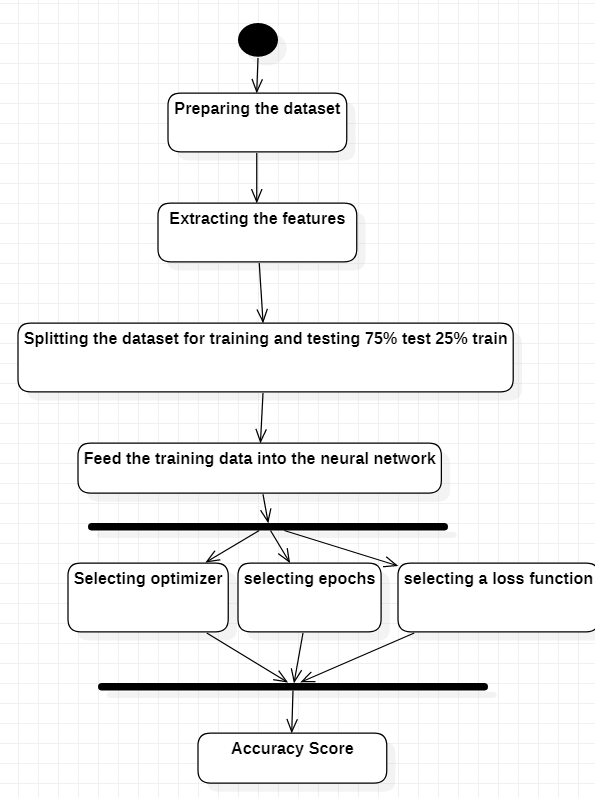 Preparing the dataset
Extracting the features
Splitting the dataset for training and testing 75% test 25% train
Feed the training data into the neural network
Selecting optimizer
selecting epochs
selecting a loss function
Accuracy Score